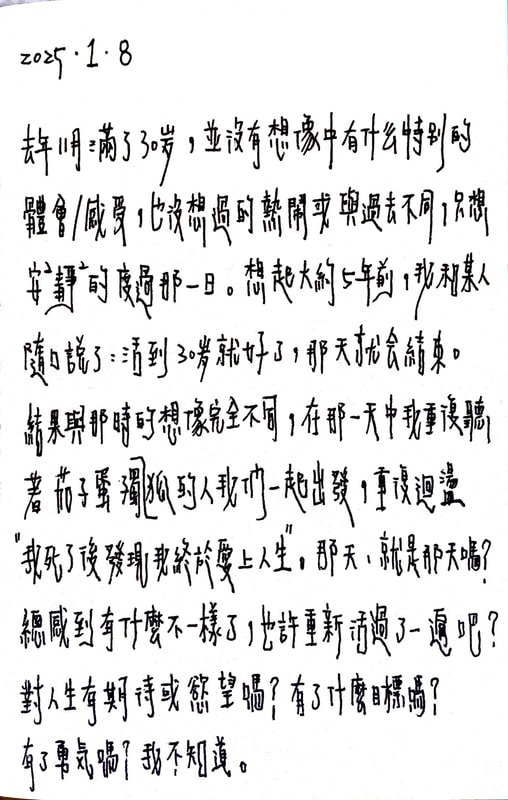 2025.1.8
去年11月滿了30岁，並沒有想像中有什么特别的
體會/感受，也沒想過的熱鬧或與過去不同，只想
安²靜²的度過那一日。想起大約5年前，我和某人
隨口說了：活到30岁就好了，那天就会結束。
結果與那時的想像完全不同，在那一天中我重復聽
著茄子蛋 獨狐的人我們一起出發，重復迴盪
"我死了後發現我終於愛上人生"。那天、就是那天嗎？
總感到有什麼不一樣了，也許重新活過了一遍吧？
對人生有期待或慾望嗎？有了什麼目標嗎？
有了勇気嗎？我不知道。